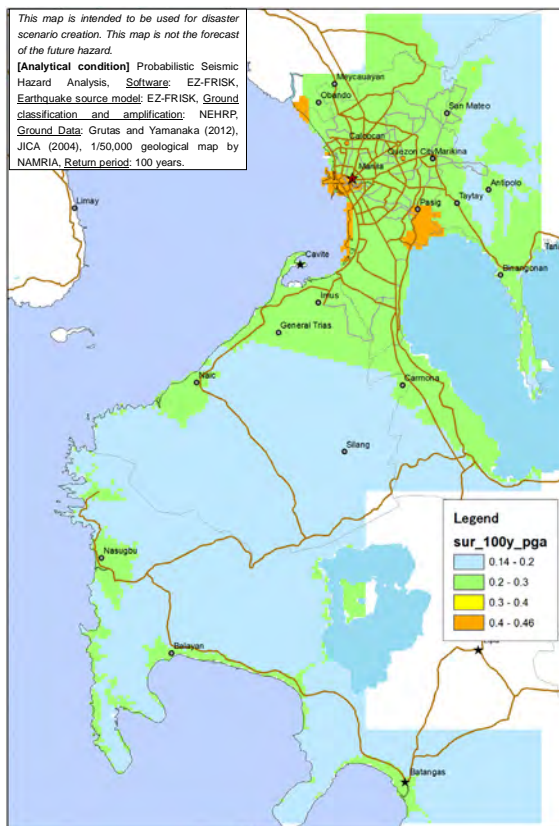 This map is intended to be used for disaster
scenario creation. This map is not the forecast
of the future hazard.
[Analytical condition] Probabilistic Seismic
Hazard Analysis, Software: EZ-FRISK,
Earthquake source model: EZ-FRISK, Ground
classification and amplification: NEHRP,
Ground Data: Grutas and Yamanaka (2012),
JICA (2004), 1/50,000 geological map by
NAMRIA, Return period: 100 years.
Meycauayan
Obando
San Mateo
Caloocan
Quezon City
Marikina
Manila
Antipolo
Limay
Pasig
Taytay
Cavite
Binangonan
Imus
General Trias
Naic
Carmona
Silang
Legend
sur_100y_pga
0.14 - 0.2
0.2 - 0.3
0.3 - 0.4
0.4 - 0.46
Nasugbu
Balayan
Batangas